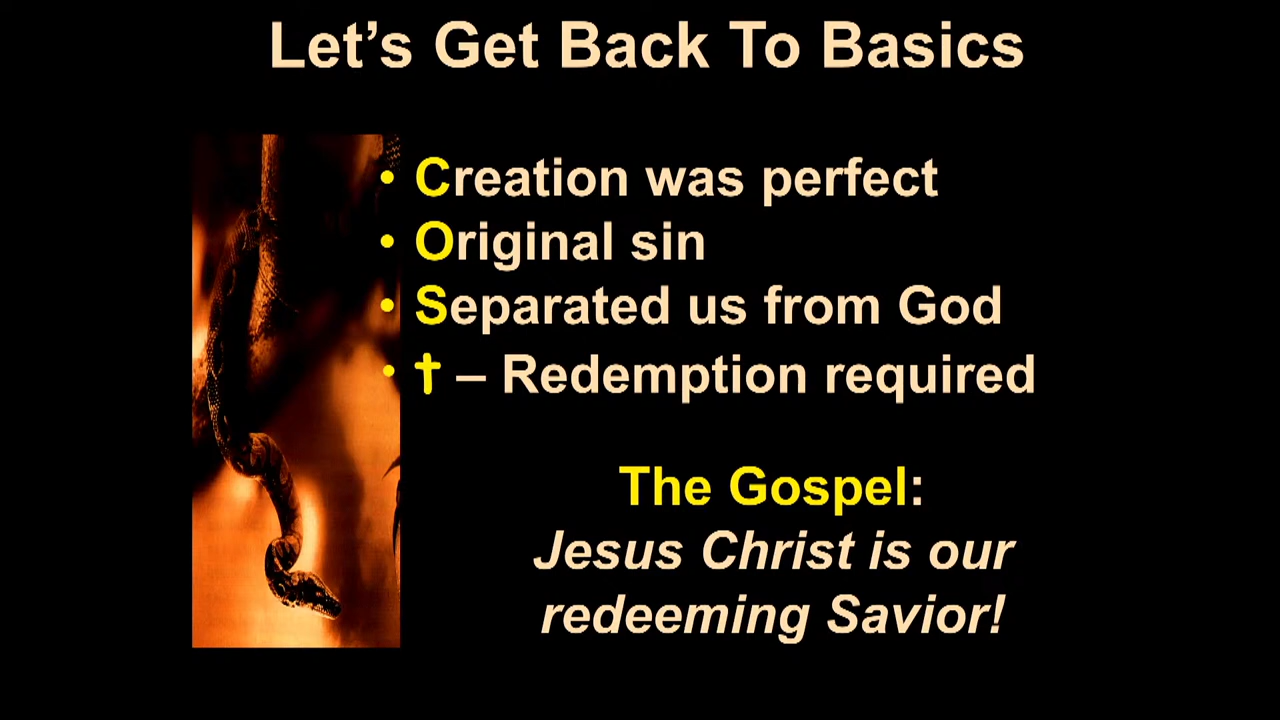 Let’s Get Back To Basics
• Creation was perfect
• Original sin
• Separated us from God
• † – Redemption required
The Gospel:
Jesus Christ is our
redeeming Savior!